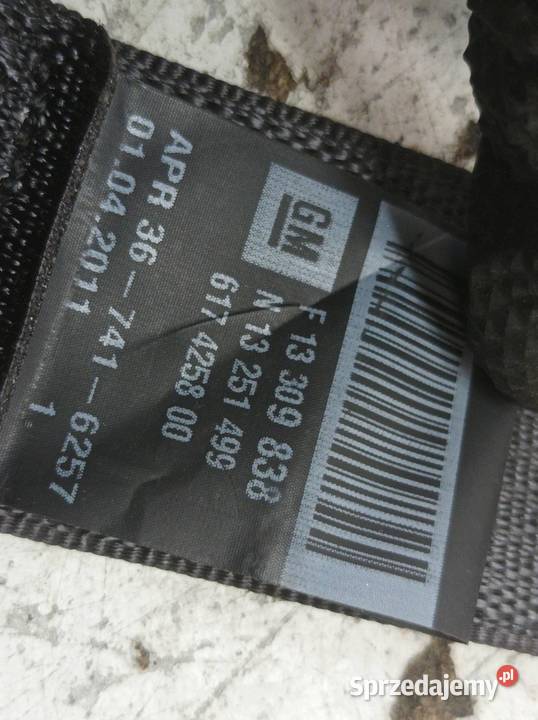 GM
F 13 309 838
N 13 251 499
617 4258 00
APR 36-741-6257
01.04.2011 1
Sprzedajemy.pl